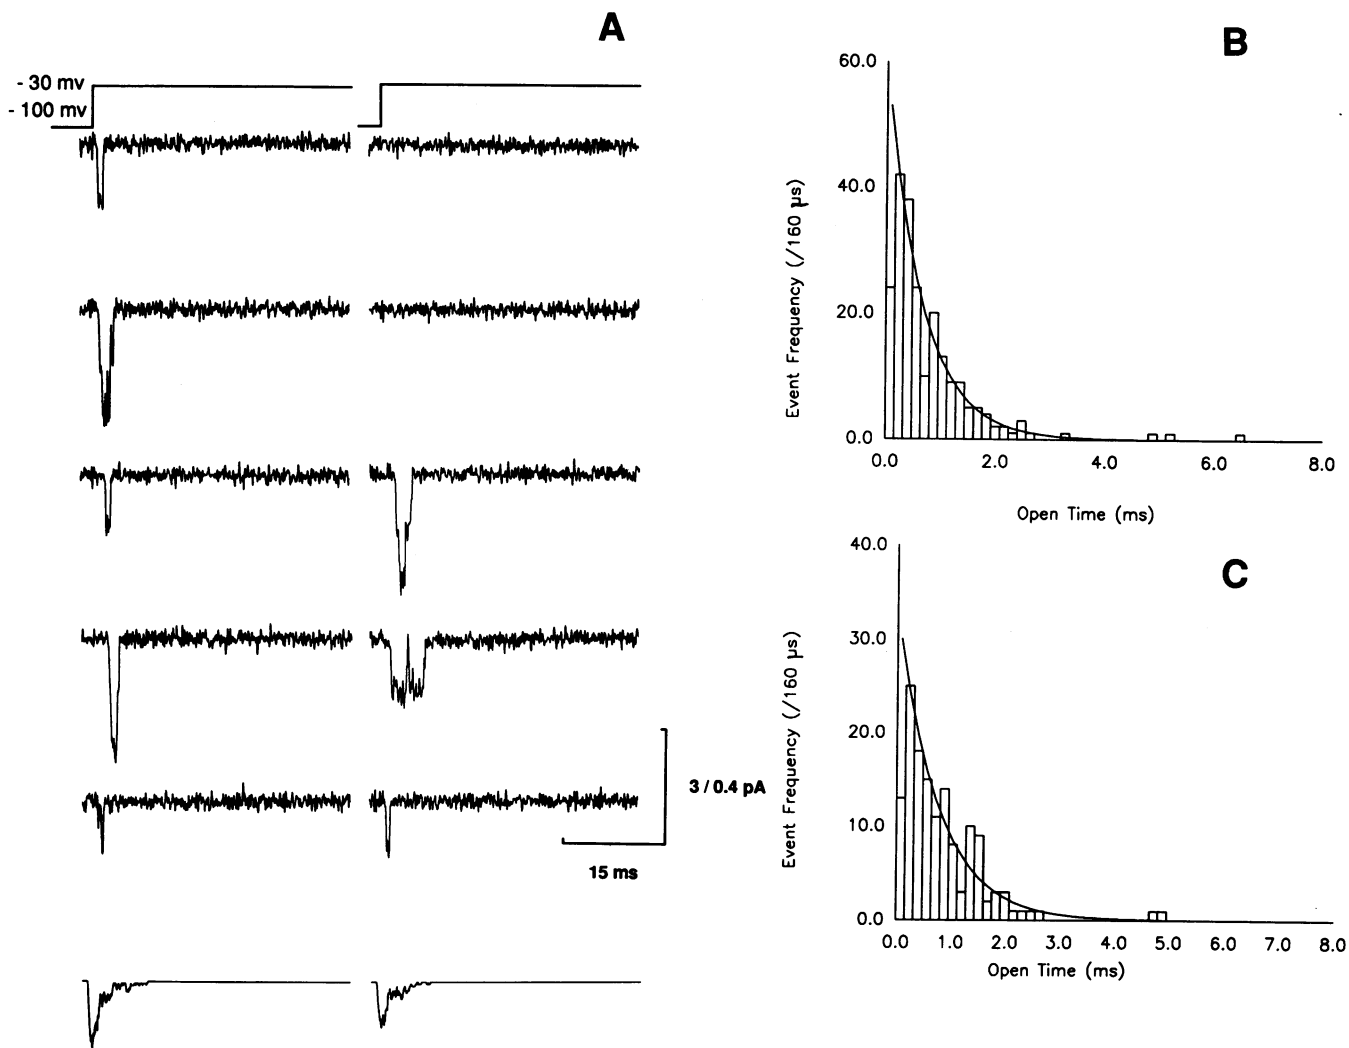 A
- 30 mv
- 100 mv
3 / 0.4 pA
15 ms
B
60.0
40.0
20.0
0.0
Event Frequency (/160 µs)
0.0 2.0 4.0 6.0 8.0
Open Time (ms)
C
40.0
30.0
20.0
10.0
0.0
Event Frequency (/160 µs)
0.0 1.0 2.0 3.0 4.0 5.0 6.0 7.0 8.0
Open Time (ms)